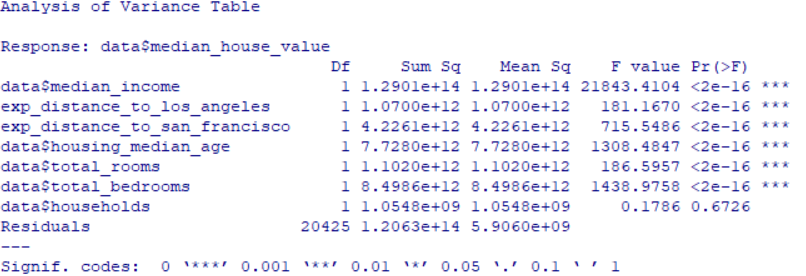 Analysis of Variance Table
Response: data$median_house_value
Df Sum Sq Mean Sq F value Pr(>F)
data$median_income 1 1.2901e+14 1.2901e+14 21843.4104 <2e-16 ***
exp_distance_to_los_angeles 1 1.0700e+12 1.0700e+12 181.1670 <2e-16 ***
exp_distance_to_san_francisco 1 4.2261e+12 4.2261e+12 715.5486 <2e-16 ***
data$housing_median_age 1 7.7280e+12 7.7280e+12 1308.4847 <2e-16 ***
data$total_rooms 1 1.1020e+12 1.1020e+12 186.5957 <2e-16 ***
data$total_bedrooms 1 8.4986e+12 8.4986e+12 1438.9758 <2e-16 ***
data$households 1 1.0548e+09 1.0548e+09 0.1786 0.6726
Residuals 20425 1.2063e+14 5.9060e+09
---
Signif. codes: 0 ‘***’ 0.001 ‘**’ 0.01 ‘*’ 0.05 ‘.’ 0.1 ‘ ’ 1